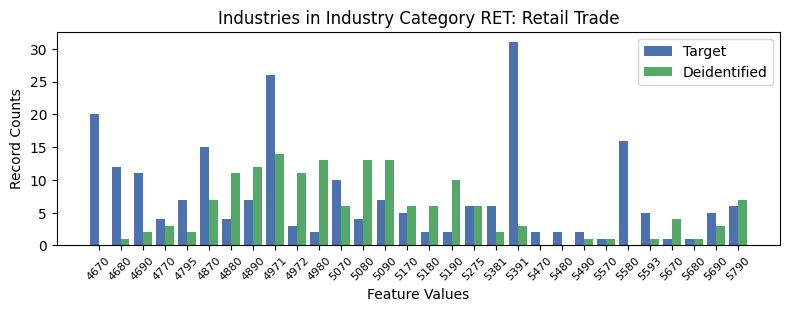 Industries in Industry Category RET: Retail Trade
Target
Deidentified
Record Counts
30
25
20
15
10
5
0
4670 4680 4690 4770 4795 4870 4880 4890 4971 4972 4980 5070 5080 5090 5170 5180 5190 5275 5381 5391 5470 5480 5490 5570 5580 5593 5670 5680 5690 5790
Feature Values